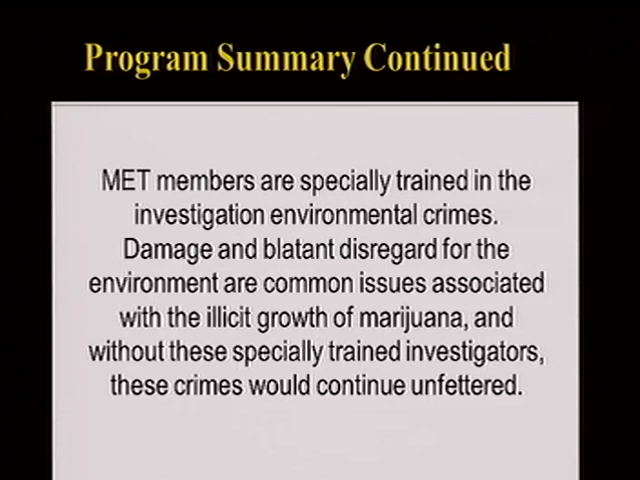 Program Summary Continued
MET members are specially trained in the
investigation environmental crimes.
Damage and blatant disregard for the
environment are common issues associated
with the illicit growth of marijuana, and
without these specially trained investigators,
these crimes would continue unfettered.